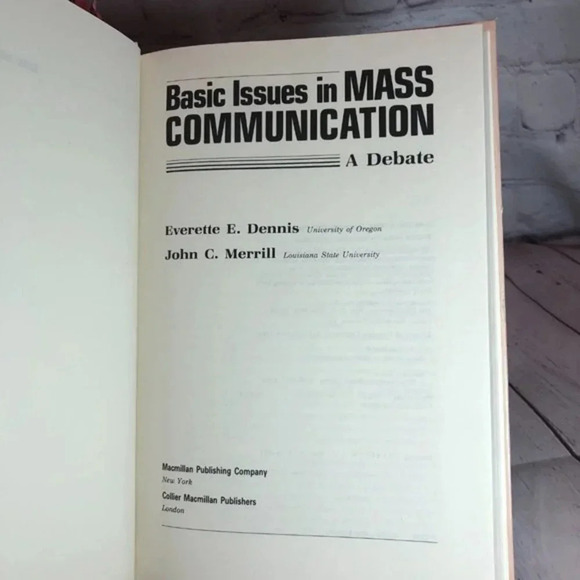 Basic Issues in MASS
COMMUNICATION
A Debate
Everette E. Dennis University of Oregon
John C. Merrill Louisiana State University
Macmillan Publishing Company
New York
Collier Macmillan Publishers
London